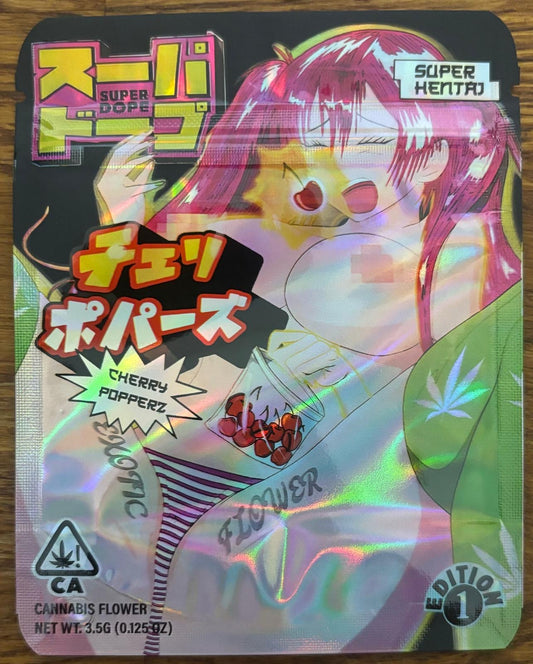 スーパ
SUPER
DOPE
ドープ
SUPER
HENTAI
チェリ
ポパーズ
CHERRY
POPPERZ
EXOTIC
FLOWER
CA
CANNABIS FLOWER
NET WT. 3.5G (0.125 OZ)
EDITION
1